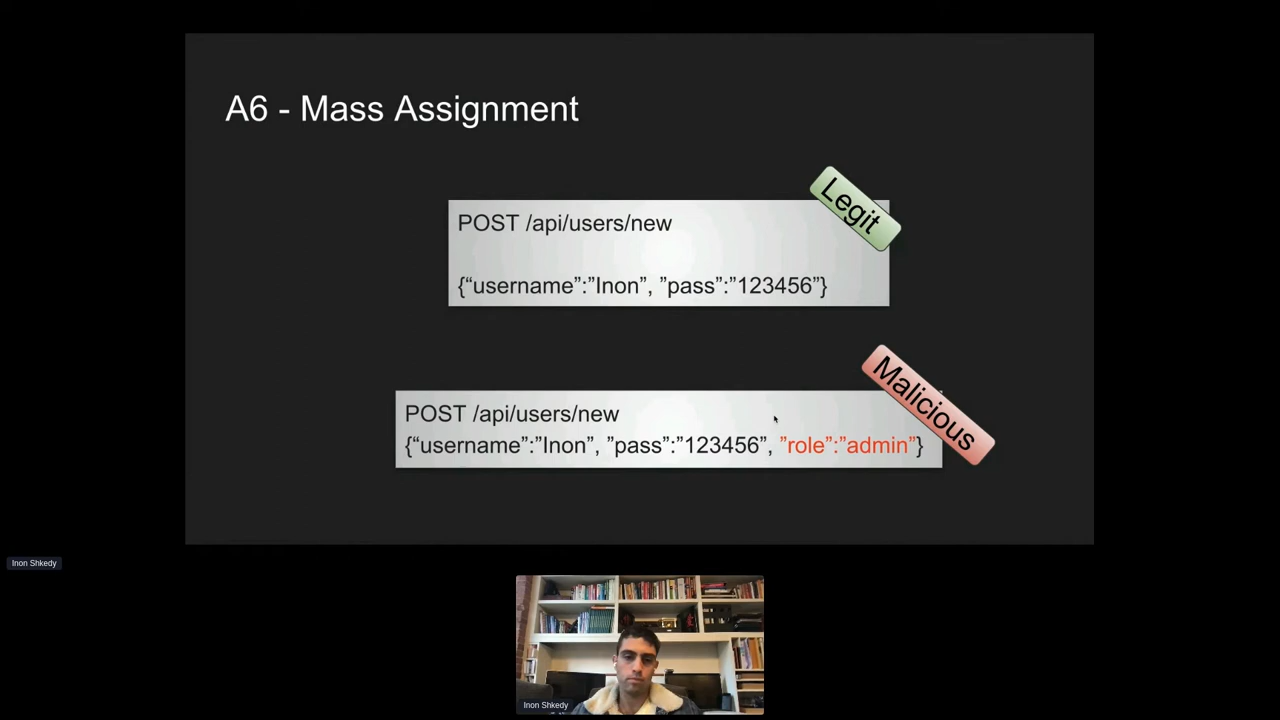 A6 - Mass Assignment
Legit
POST /api/users/new
{“username”:”Inon”, ”pass”:”123456”}
Malicious
POST /api/users/new
{“username”:”Inon”, ”pass”:”123456”, ”role”:”admin”}
Inon Shkedy
Inon Shkedy